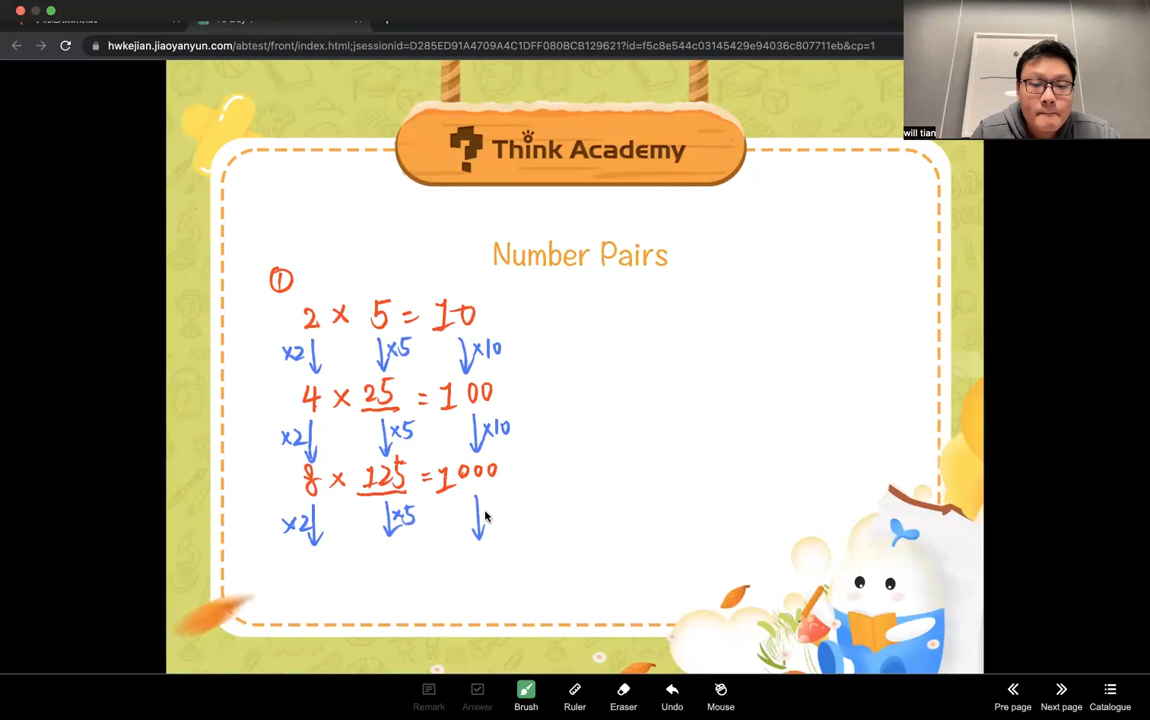 hwkejian.jiaoyanyun.com/abtest/front/index.html;jsessionid=D285ED91A4709A4C1DFF080BCB129621?id=f5c8e544c03145429e94036c807711eb&cp=1
will tian
Think Academy
Number Pairs
①
2 × 5 = 10
×2 ×5 ×10
4 × 25 = 100
×2 ×5 ×10
8 × 125 = 1000
×2 ×5
Remark Answer Brush Ruler Eraser Undo Mouse Pre page Next page Catalogue